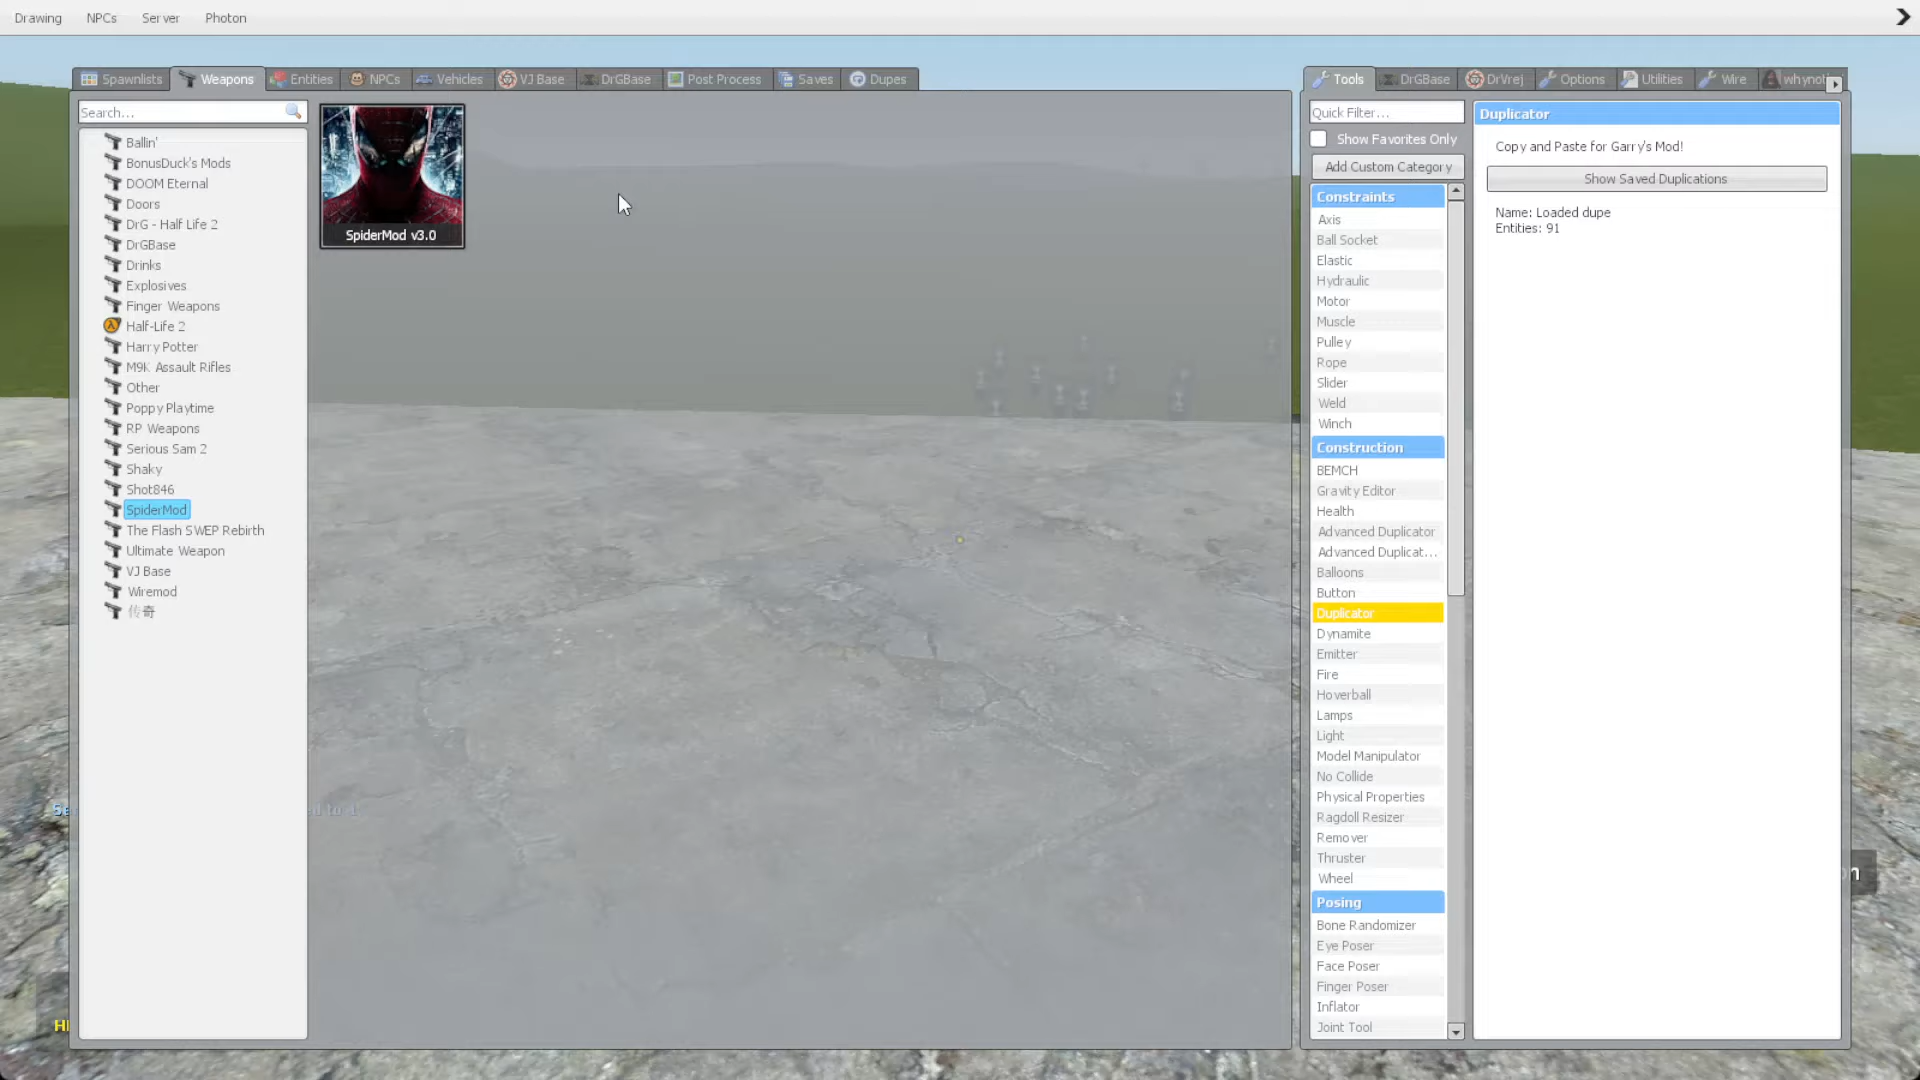 Drawing NPCs Server Photon
Spawnlists Weapons Entities NPCs Vehicles VJ Base DrGBase Post Process Saves Dupes
Search...
Ballin'
BonusDuck's Mods
DOOM Eternal
Doors
DrG - Half Life 2
DrGBase
Drinks
Explosives
Finger Weapons
Half-Life 2
Harry Potter
M9K Assault Rifles
Other
Poppy Playtime
RP Weapons
Serious Sam 2
Shaky
Shot846
SpiderMod
The Flash SWEP Rebirth
Ultimate Weapon
VJ Base
Wiremod
传奇
SpiderMod v3.0
Tools DrGBase DrVrej Options Utilities Wire
Quick Filter...
Show Favorites Only
Add Custom Category
Constraints
Axis
Ball Socket
Elastic
Hydraulic
Motor
Muscle
Pulley
Rope
Slider
Weld
Winch
Construction
BEMCH
Gravity Editor
Health
Advanced Duplicator
Advanced Duplicat...
Balloons
Button
Duplicator
Dynamite
Emitter
Fire
Hoverball
Lamps
Light
Model Manipulator
No Collide
Physical Properties
Ragdoll Resizer
Remover
Thruster
Wheel
Posing
Bone Randomizer
Eye Poser
Face Poser
Finger Poser
Inflator
Joint Tool
Duplicator
Copy and Paste for Garry's Mod!
Show Saved Duplications
Name: Loaded dupe
Entities: 91